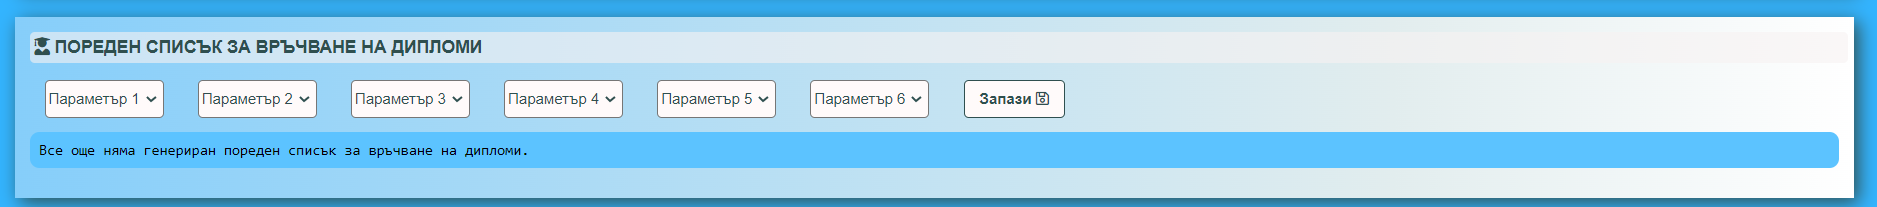 ПОРЕДЕН СПИСЪК ЗА ВРЪЧВАНЕ НА ДИПЛОМИ
Параметър 1 Параметър 2 Параметър 3 Параметър 4 Параметър 5 Параметър 6 Запази
Все още няма генериран пореден списък за връчване на дипломи.